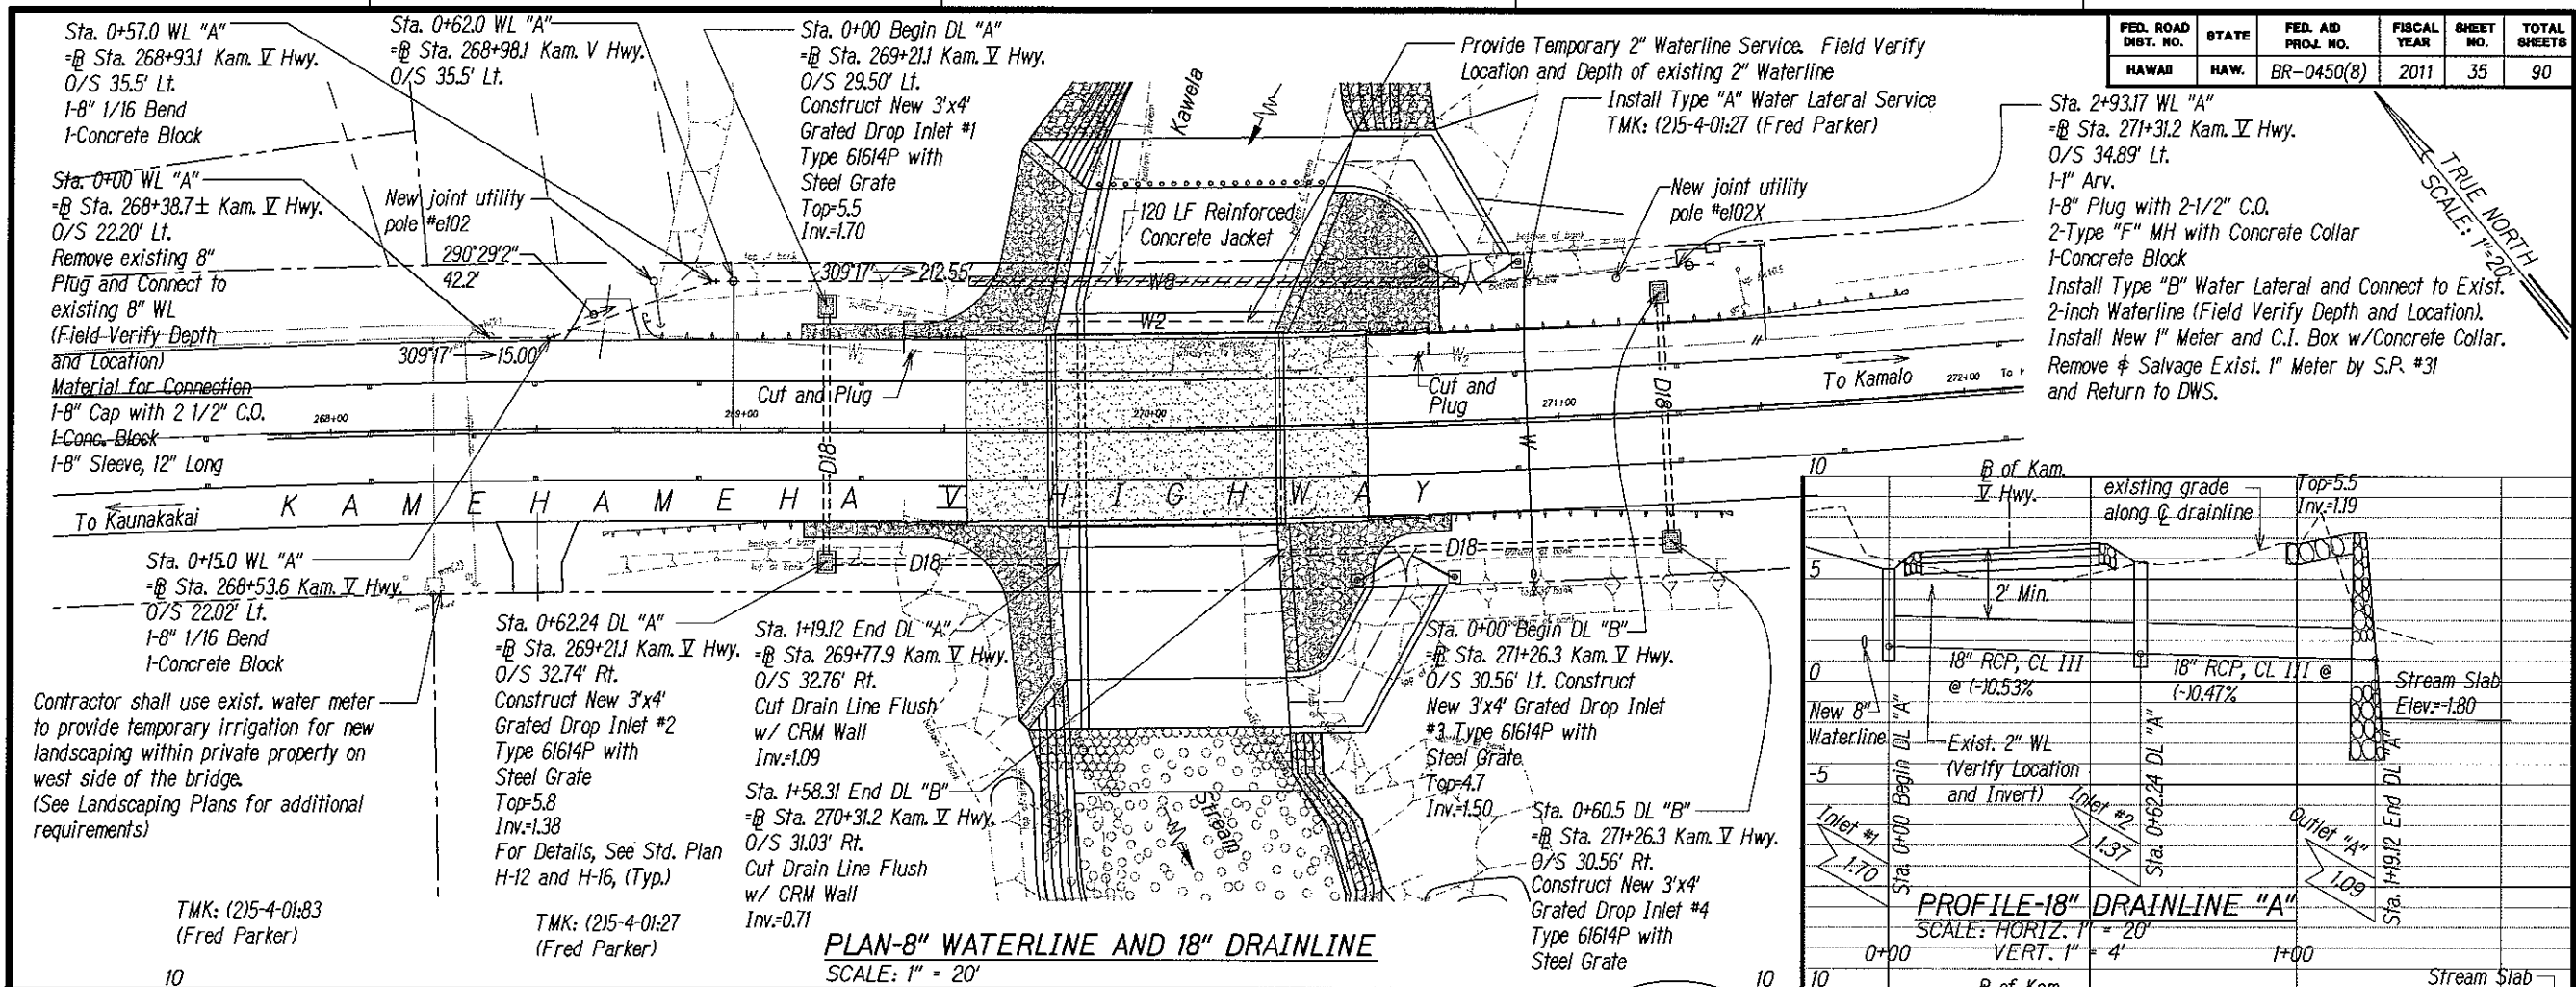 Sta. 0+57.0 WL "A"
=B Sta. 268+93.1 Kam. V Hwy.
O/S 35.5' Lt.
1-8" 1/16 Bend
1-Concrete Block
Sta. 0+62.0 WL "A"
=B Sta. 268+98.1 Kam. V Hwy.
O/S 35.5' Lt.
Sta. 0+00 Begin DL "A"
=B Sta. 269+21.1 Kam. V Hwy.
O/S 29.50' Lt.
Construct New 3'x4'
Grated Drop Inlet #1
Type 61614P with
Steel Grate
Top=5.5
Inv.=1.70
Kawela
Provide Temporary 2" Waterline Service. Field Verify
Location and Depth of existing 2" Waterline
Install Type "A" Water Lateral Service
TMK: (2)5-4-01:27 (Fred Parker)
FED. ROAD DIST. NO. STATE FED. AID PROJ. NO. FISCAL YEAR SHEET NO. TOTAL SHEETS
HAWAII HAW. BR-0450(8) 2011 35 90
Sta. 2+93.17 WL "A"
=B Sta. 271+31.2 Kam. V Hwy.
O/S 34.89' Lt.
1-1" Arv.
1-8" Plug with 2-1/2" C.O.
2-Type "F" MH with Concrete Collar
1-Concrete Block
Install Type "B" Water Lateral and Connect to Exist.
2-inch Waterline (Field Verify Depth and Location).
Install New 1" Meter and C.I. Box w/Concrete Collar.
Remove & Salvage Exist. 1" Meter by S.P. #31
and Return to DWS.
TRUE NORTH
SCALE: 1"=20'
Sta. 0+00 WL "A"
=B Sta. 268+38.7± Kam. V Hwy.
O/S 22.20' Lt.
Remove existing 8"
Plug and Connect to
existing 8" WL
(Field Verify Depth
and Location)
Material for Connection
1-8" Cap with 2 1/2" C.O.
1-Conc. Block
1-8" Sleeve, 12" Long
New joint utility
pole #e102
290°29'2"
42.2'
309°17' 15.00'
309°17' 212.55'
120 LF Reinforced
Concrete Jacket
New joint utility
pole #e102X
W8
W2
W2
W2
Cut and Plug
Cut and
Plug
To Kamalo
268+00
269+00
270+00
271+00
272+00
D18
D18
W
KAMEHAMEHA V HIGHWAY
To Kaunakakai
D18
D18
Stream
Sta. 0+15.0 WL "A"
=B Sta. 268+53.6 Kam. V Hwy.
O/S 22.02' Lt.
1-8" 1/16 Bend
1-Concrete Block
Contractor shall use exist. water meter
to provide temporary irrigation for new
landscaping within private property on
west side of the bridge.
(See Landscaping Plans for additional
requirements)
TMK: (2)5-4-01:83
(Fred Parker)
Sta. 0+62.24 DL "A"
=B Sta. 269+21.1 Kam. V Hwy.
O/S 32.74' Rt.
Construct New 3'x4'
Grated Drop Inlet #2
Type 61614P with
Steel Grate
Top=5.8
Inv.=1.38
For Details, See Std. Plan
H-12 and H-16, (Typ.)
TMK: (2)5-4-01:27
(Fred Parker)
Sta. 1+19.12 End DL "A"
=B Sta. 269+77.9 Kam. V Hwy.
O/S 32.76' Rt.
Cut Drain Line Flush
w/ CRM Wall
Inv.=1.09
Sta. 1+58.31 End DL "B"
=B Sta. 270+31.2 Kam. V Hwy.
O/S 31.03' Rt.
Cut Drain Line Flush
w/ CRM Wall
Inv.=0.71
Sta. 0+00 Begin DL "B"
=B Sta. 271+26.3 Kam. V Hwy.
O/S 30.56' Lt. Construct
New 3'x4' Grated Drop Inlet
#3 Type 61614P with
Steel Grate
Top=4.7
Inv.=1.50
Sta. 0+60.5 DL "B"
=B Sta. 271+26.3 Kam. V Hwy.
O/S 30.56' Rt.
Construct New 3'x4'
Grated Drop Inlet #4
Type 61614P with
Steel Grate
PLAN-8" WATERLINE AND 18" DRAINLINE
SCALE: 1" = 20'
10
10
10
5
0
-5
B of Kam.
V Hwy.
existing grade
along CL drainline
Top=5.5
Inv.=1.19
2' Min.
18" RCP, CL III
@ (-)0.53%
18" RCP, CL III @
(-)0.47%
Stream Slab
Elev.=-1.80
New 8"
Waterline
Exist. 2" WL
(Verify Location
and Invert)
Sta. 0+00 Begin DL "A"
Sta. 0+62.24 DL "A"
Sta. 1+19.12 End DL "A"
Inlet #1
1.70
Inlet #2
1.37
Outlet "A"
1.09
PROFILE-18" DRAINLINE "A"
SCALE: HORIZ. 1" = 20'
VERT. 1" = 4'
0+00
1+00
10
B of Kam.
Stream Slab